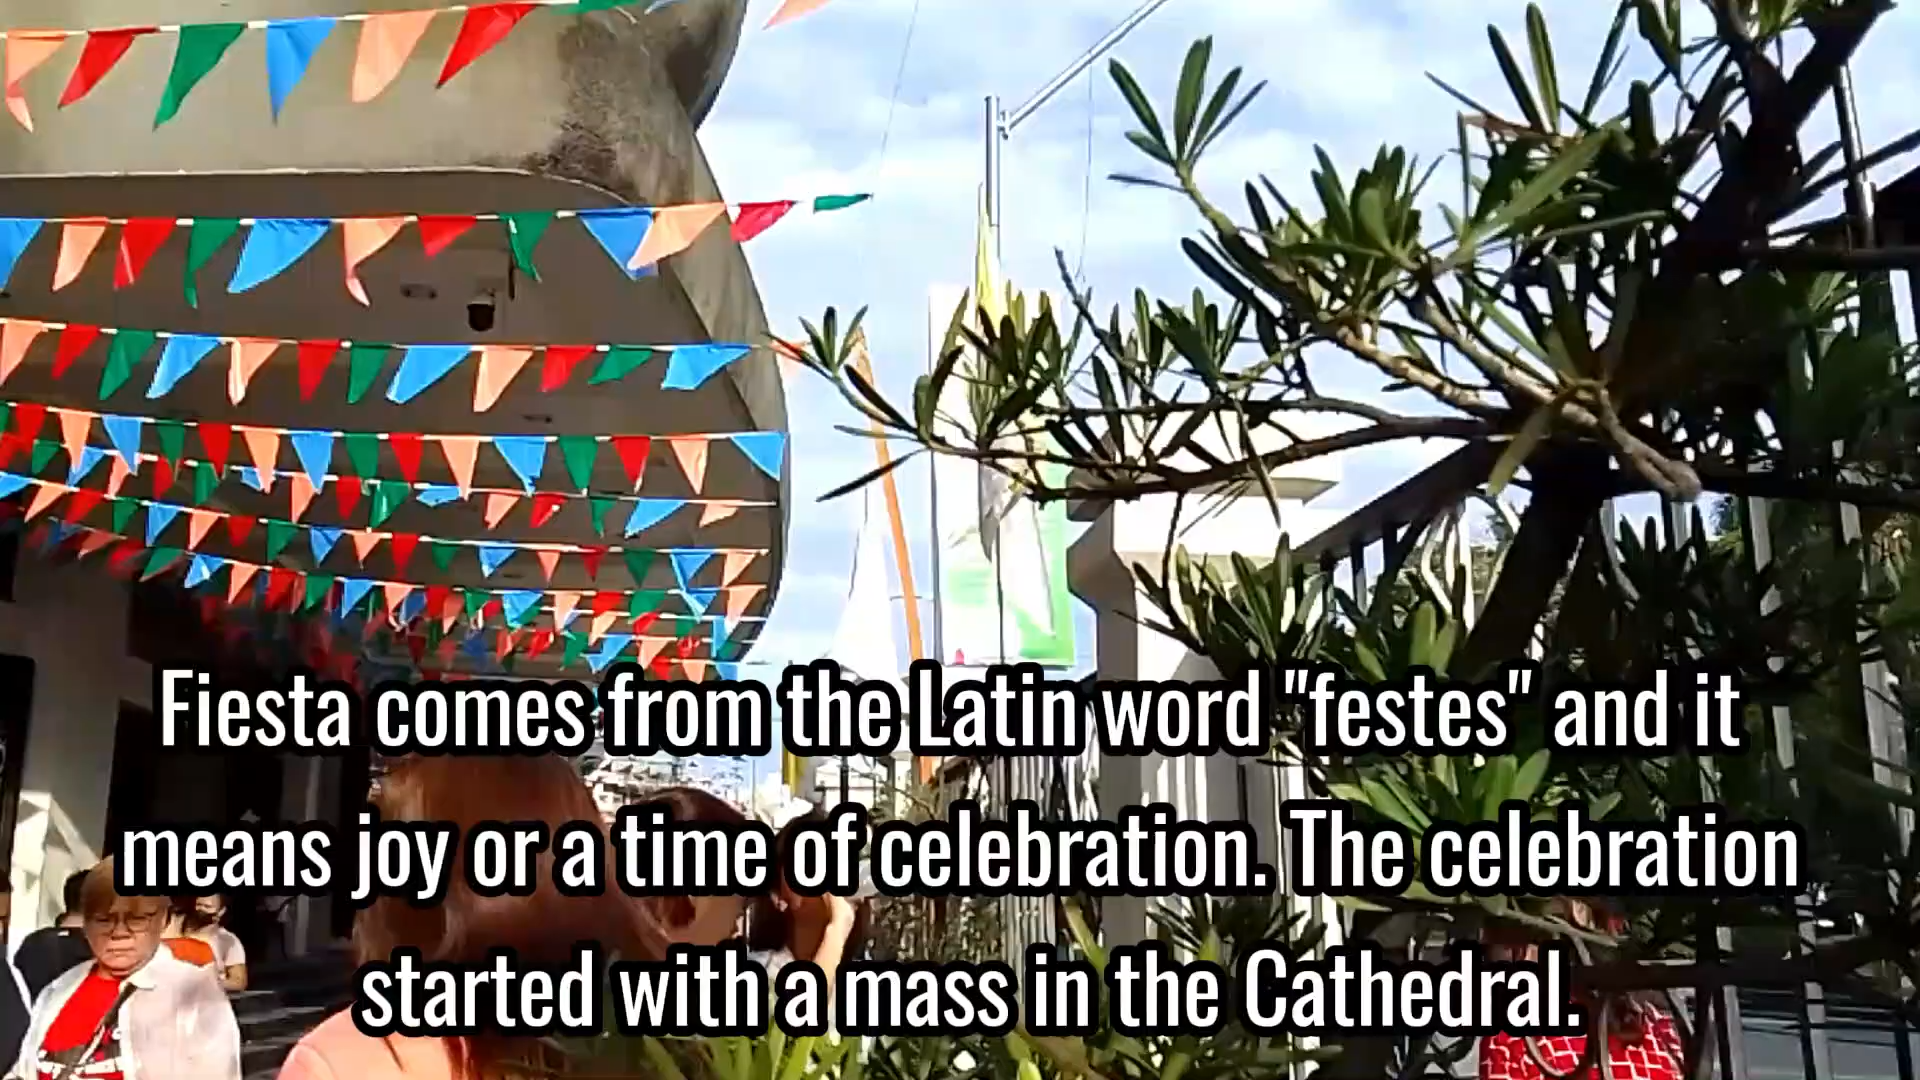 Fiesta comes from the Latin word "festes" and it
means joy or a time of celebration. The celebration
started with a mass in the Cathedral.